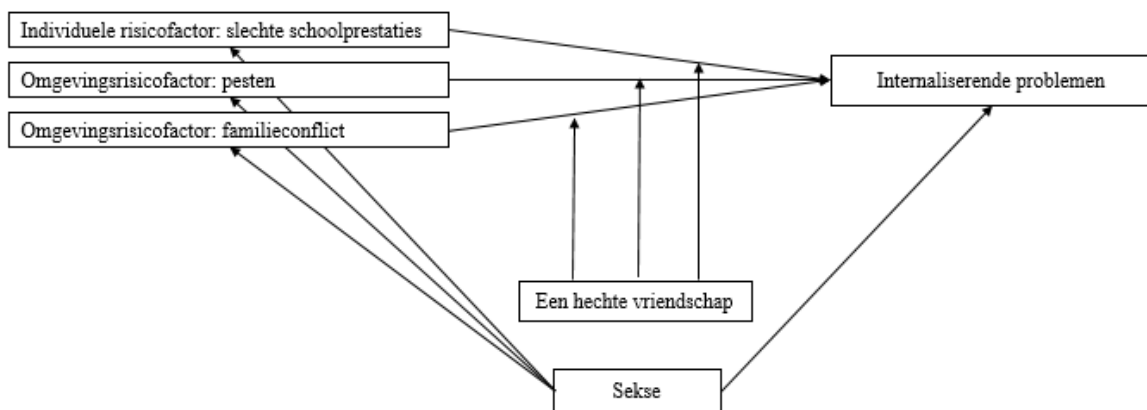 Individuele risicofactor: slechte schoolprestaties
Omgevingsrisicofactor: pesten
Omgevingsrisicofactor: familieconflict
Internaliserende problemen
Een hechte vriendschap
Sekse